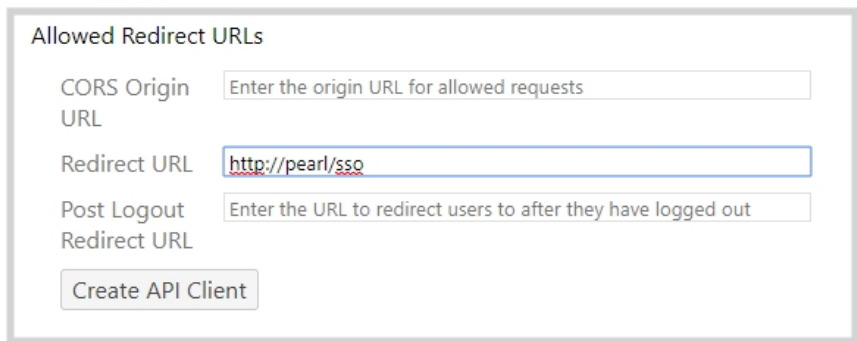 Allowed Redirect URLs
CORS Origin
URL
Enter the origin URL for allowed requests
Redirect URL
http://pearl/sso
Post Logout
Redirect URL
Enter the URL to redirect users to after they have logged out
Create API Client